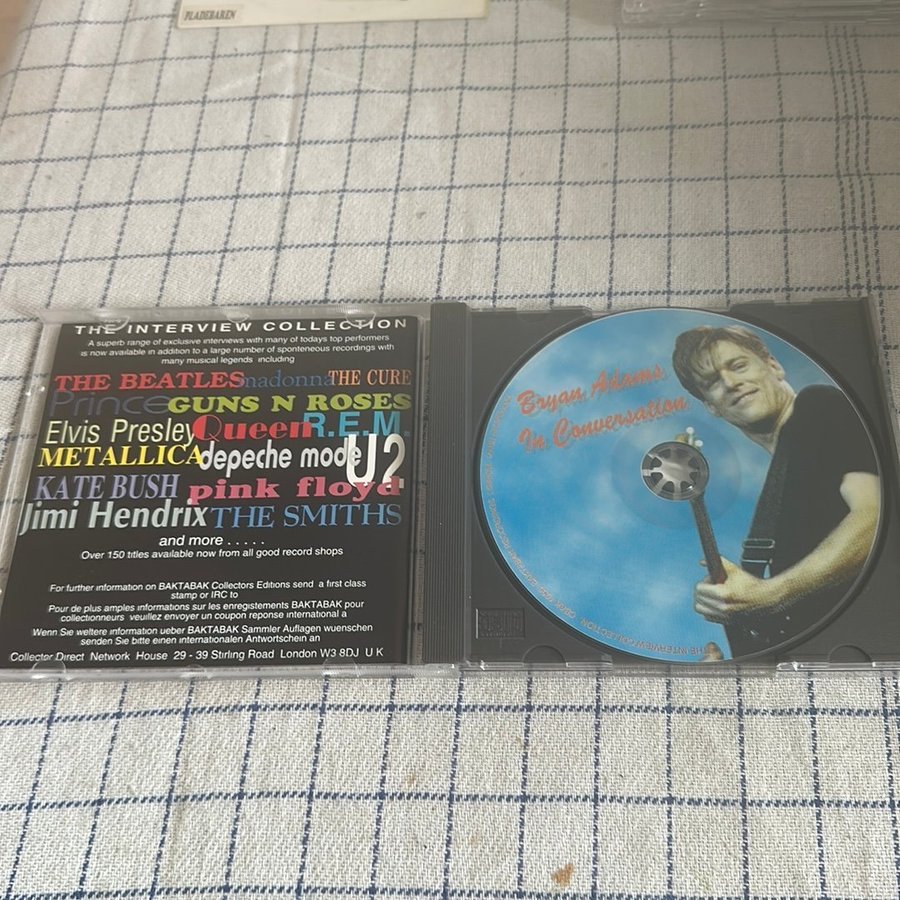 PLADEBAREN
THE INTERVIEW COLLECTION
A superb range of exclusive interviews with many of todays top performers
is now available in addition to a large number of sponteneous recordings with
many musical legends including
THE BEATLES madonna THE CURE
Prince GUNS N ROSES
Elvis Presley Queen R.E.M.
METALLICA depeche mode U2
KATE BUSH pink floyd
Jimi Hendrix THE SMITHS
and more . . . . .
Over 150 titles available now from all good record shops
For further information on BAKTABAK Collectors Editions send a first class
stamp or IRC to
Pour de plus amples informations sur les enregistements BAKTABAK pour
collectionneurs veuillez envoyer un coupon reponse international a
Wenn Sie weltere information ueber BAKTABAK Sammler Auflagen wuenschen
senden Sie bitte einen internationalen Antwortschein an
Collector Direct Network House 29 - 39 Stirling Road London W3 8DJ U K
Bryan Adams
In Conversation
THE INTERVIEW COLLECTION